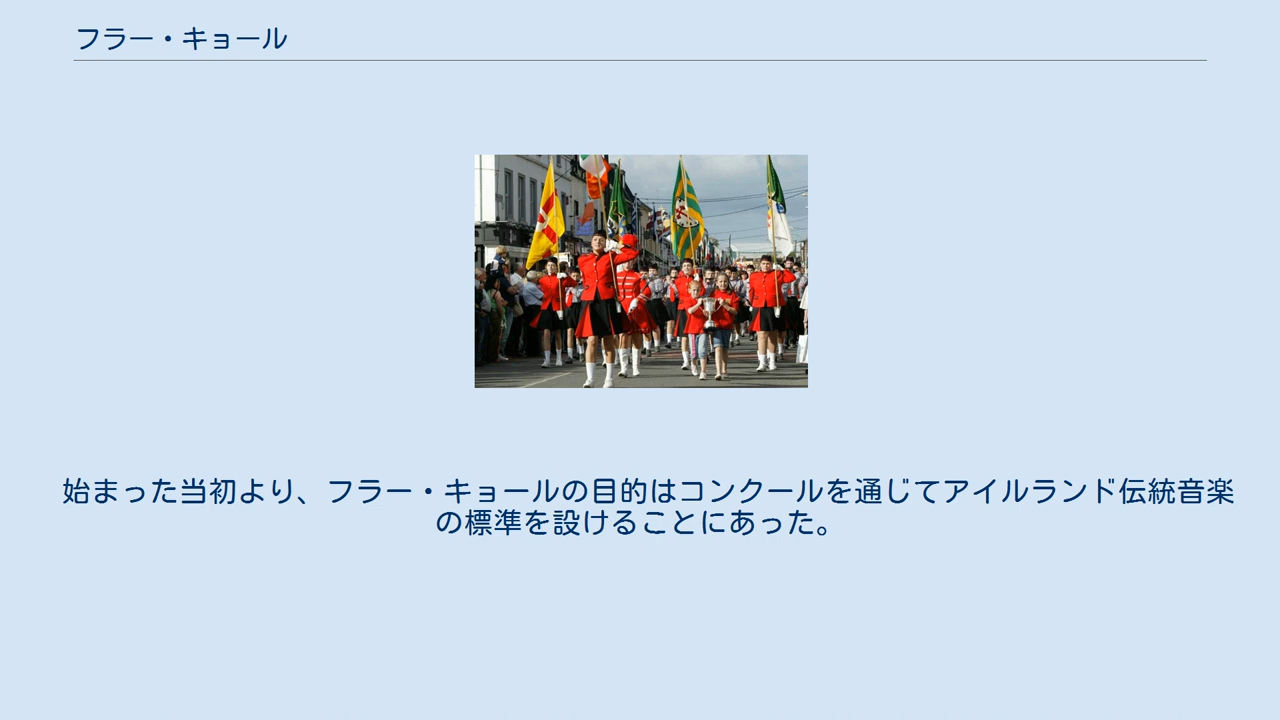 フラー・キョール
始まった当初より、フラー・キョールの目的はコンクールを通じてアイルランド伝統音楽
の標準を設けることにあった。